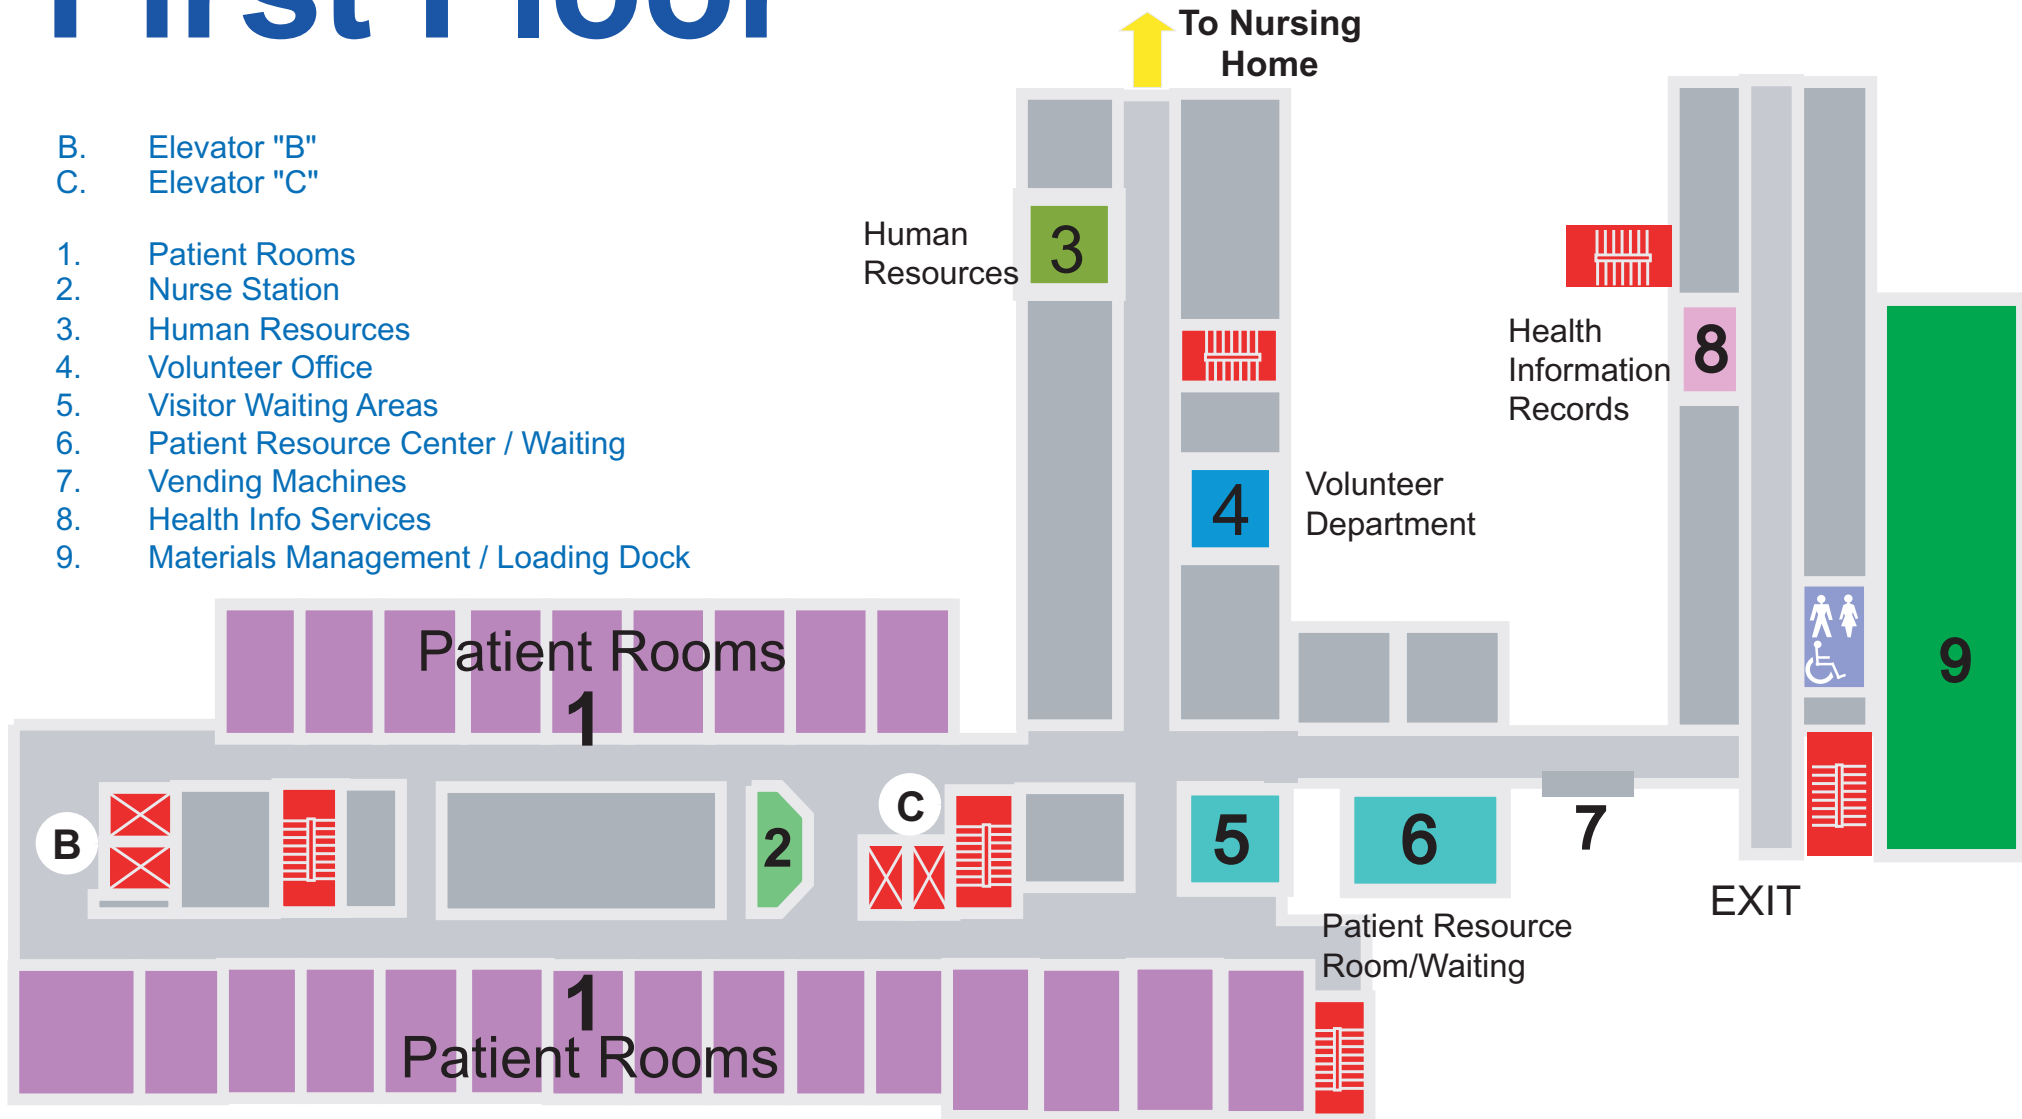 First Floor
To Nursing
Home
B. Elevator "B"
C. Elevator "C"
1. Patient Rooms
2. Nurse Station
3. Human Resources
4. Volunteer Office
5. Visitor Waiting Areas
6. Patient Resource Center / Waiting
7. Vending Machines
8. Health Info Services
9. Materials Management / Loading Dock
Human
Resources
3
Health
Information
Records
8
Volunteer
Department
4
9
Patient Rooms
1
B
2
C
5
6
7
EXIT
Patient Resource
Room/Waiting
1
Patient Rooms